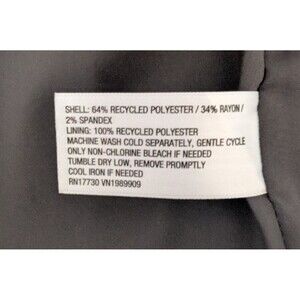 SHELL: 64% RECYCLED POLYESTER / 34% RAYON /
2% SPANDEX
LINING: 100% RECYCLED POLYESTER
MACHINE WASH COLD SEPARATELY, GENTLE CYCLE
ONLY NON-CHLORINE BLEACH IF NEEDED
TUMBLE DRY LOW, REMOVE PROMPTLY
COOL IRON IF NEEDED
RN17730 VN1989909